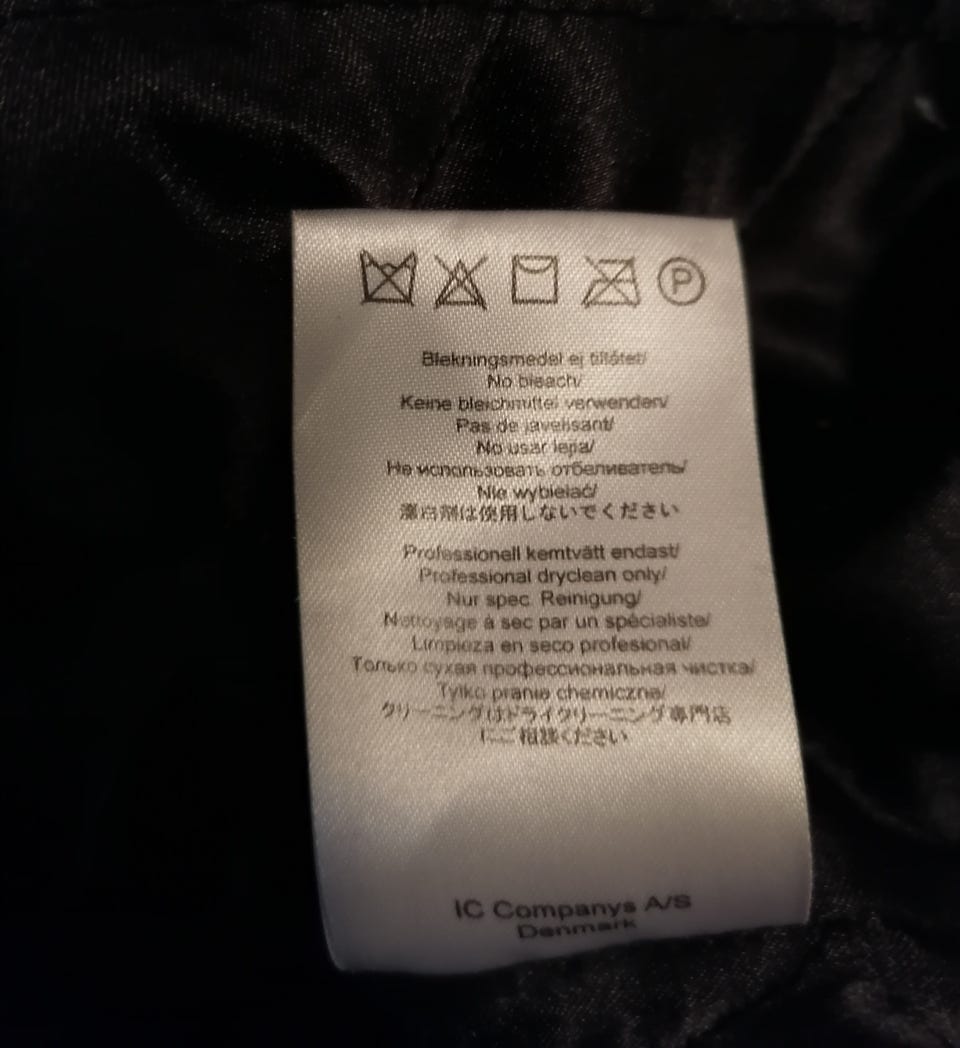 P
Blekningsmedel ej tillåtet/
No bleach/
Keine bleichmittel verwenden/
Pas de javelisant/
No usar lejia/
Не использовать отбеливатель/
Nie wybielać/
漂白剤は使用しないでください
Professionell kemtvätt endast/
Professional dryclean only/
Nur spec. Reinigung/
Nettoyage à sec par un spécialiste/
Limpieza en seco profesional/
Только сухая профессиональная чистка/
Tylko pranie chemiczne/
クリーニングはドライクリーニング専門店
にご相談ください
IC Companys A/S
Denmark